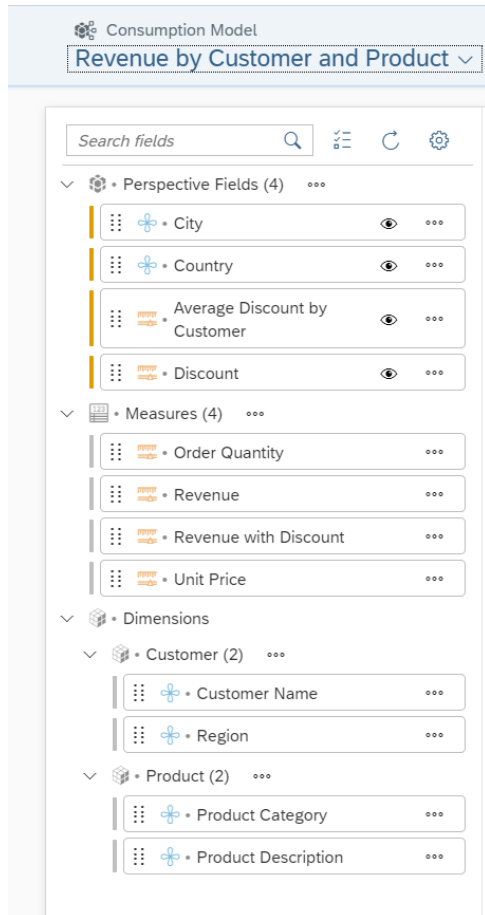 Consumption Model
Revenue by Customer and Product
Search fields
• Perspective Fields (4)
• City
• Country
• Average Discount by
Customer
• Discount
123
• Measures (4)
• Order Quantity
• Revenue
• Revenue with Discount
• Unit Price
• Dimensions
• Customer (2)
• Customer Name
• Region
• Product (2)
• Product Category
• Product Description